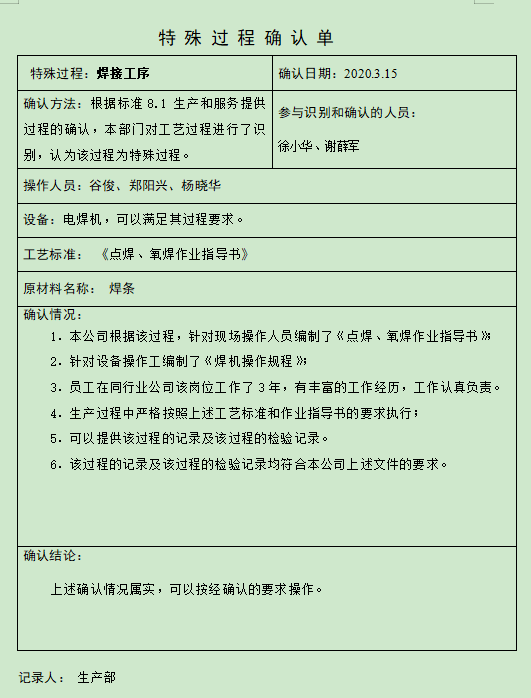 特殊过程确认单
特殊过程：焊接工序
确认日期：2020.3.15
确认方法：根据标准8.1 生产和服务提供
过程的确认，本部门对工艺过程进行了识
别，认为该过程为特殊过程。
参与识别和确认的人员：
徐小华、谢薛军
操作人员：谷俊、郑阳兴、杨晓华
设备：电焊机，可以满足其过程要求。
工艺标准： 《点焊、氧焊作业指导书》
原材料名称： 焊条
确认情况：
1．本公司根据该过程，针对现场操作人员编制了《点焊、氧焊作业指导书》；
2．针对设备操作工编制了《焊机操作规程》；
3．员工在同行业公司该岗位工作了3年，有丰富的工作经历，工作认真负责。
4．生产过程中严格按照上述工艺标准和作业指导书的要求执行；
5．可以提供该过程的记录及该过程的检验记录。
6．该过程的记录及该过程的检验记录均符合本公司上述文件的要求。
确认结论：
上述确认情况属实，可以按经确认的要求操作。
记录人： 生产部